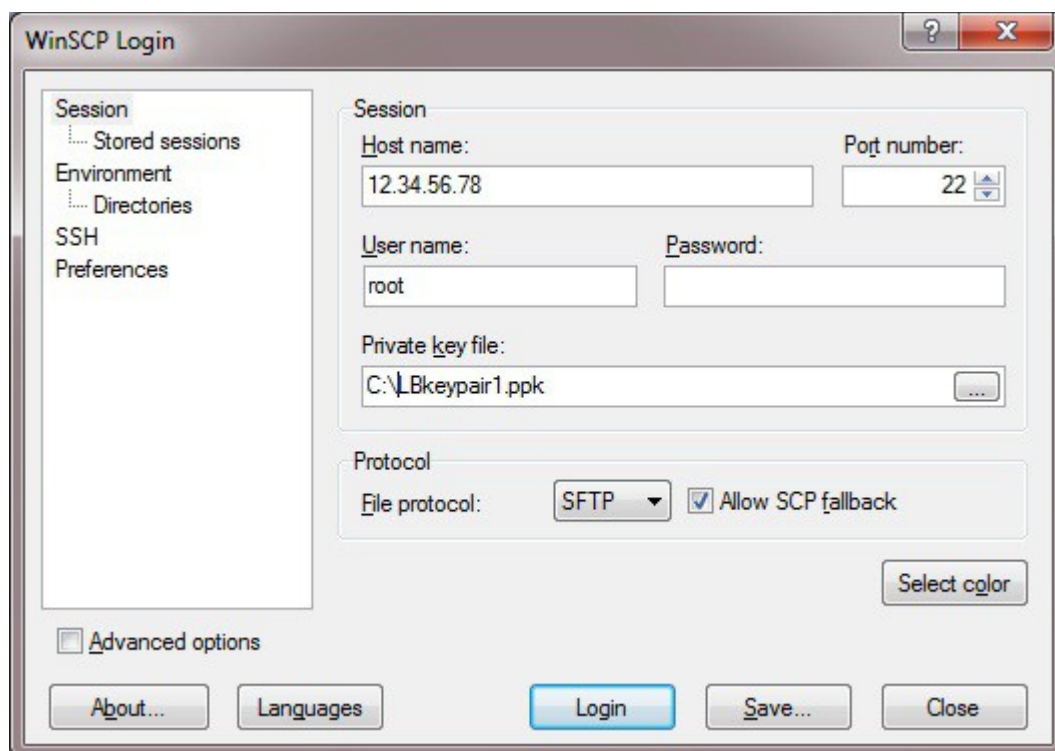 WinSCP Login
?
Session
Stored sessions
Environment
Directories
SSH
Preferences
Session
Host name: Port number:
12.34.56.78 22
User name: Password:
root
Private key file:
C:\LBkeypair1.ppk ...
Protocol
File protocol: SFTP Allow SCP fallback
Select color
Advanced options
About... Languages Login Save... Close